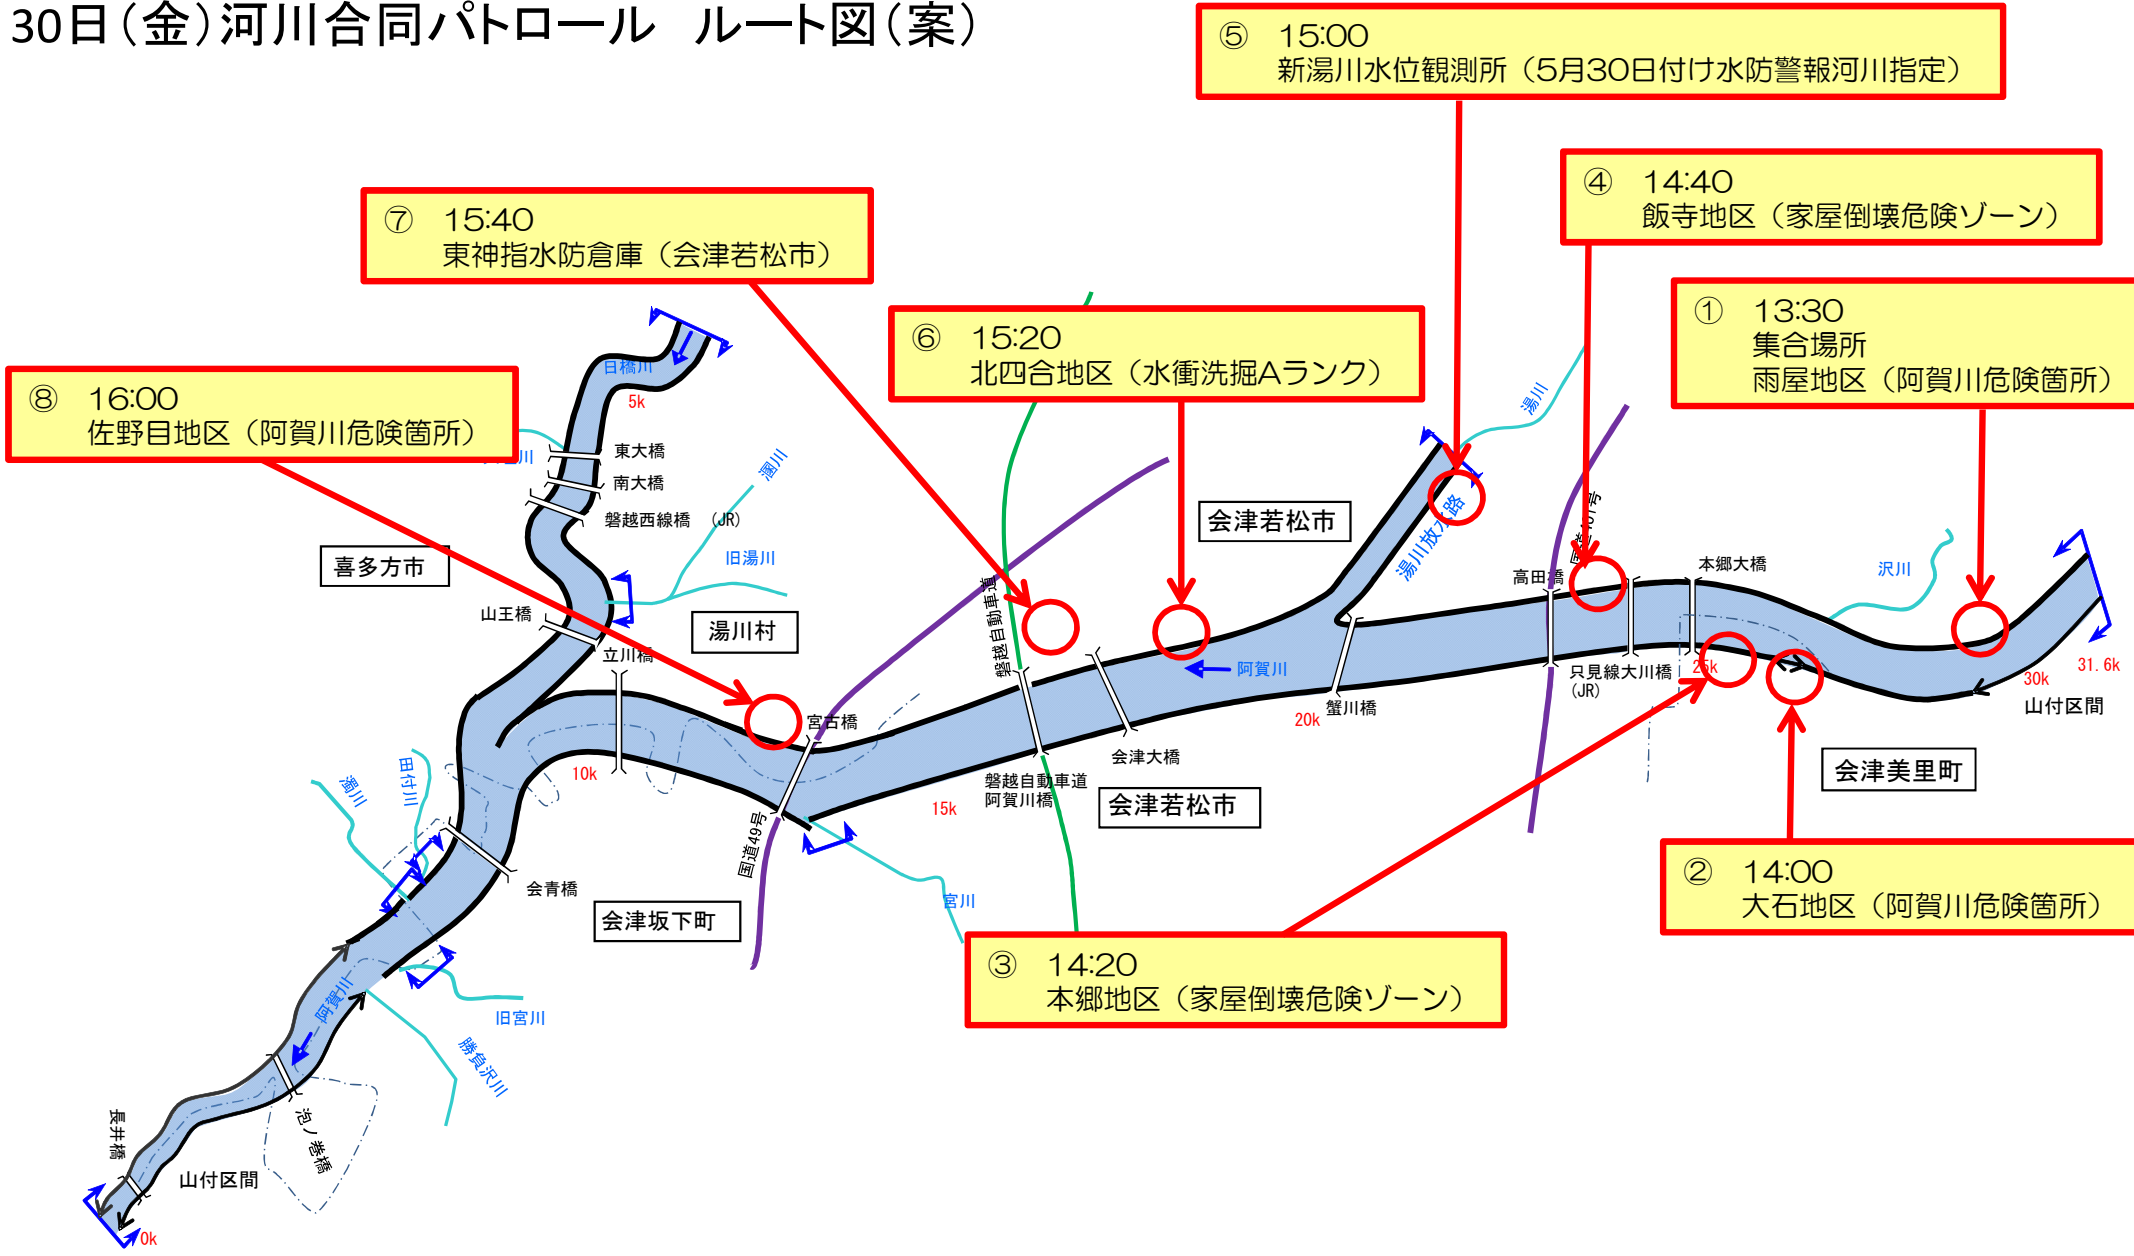 30日（金）河川合同パトロール　ルート図（案）
⑤　15:00
新湯川水位観測所（5月30日付け水防警報河川指定）
④　14:40
飯寺地区（家屋倒壊危険ゾーン）
⑦　15:40
東神指水防倉庫（会津若松市）
①　13:30
集合場所
雨屋地区（阿賀川危険箇所）
⑥　15:20
北四合地区（水衝洗掘Aランク）
⑧　16:00
佐野目地区（阿賀川危険箇所）
日橋川
5k
湯川
東大橋
南大橋
磐越西線橋　（JR）
旧湯川
喜多方市
会津若松市
湯川放水路
高田橋
本郷大橋
沢川
山王橋
湯川村
立川橋
磐越自動車道
阿賀川
只見線大川橋
（JR）
25k
30k
31.6k
山付区間
宮古橋
20k
蟹川橋
会津大橋
10k
田付川
濁川
15k
磐越自動車道
阿賀川橋
会津若松市
会津美里町
国道49号
会青橋
会津坂下町
宮川
②　14:00
大石地区（阿賀川危険箇所）
③　14:20
本郷地区（家屋倒壊危険ゾーン）
阿賀川
旧宮川
勝負沢川
長井橋
泡ノ巻橋
山付区間
0k